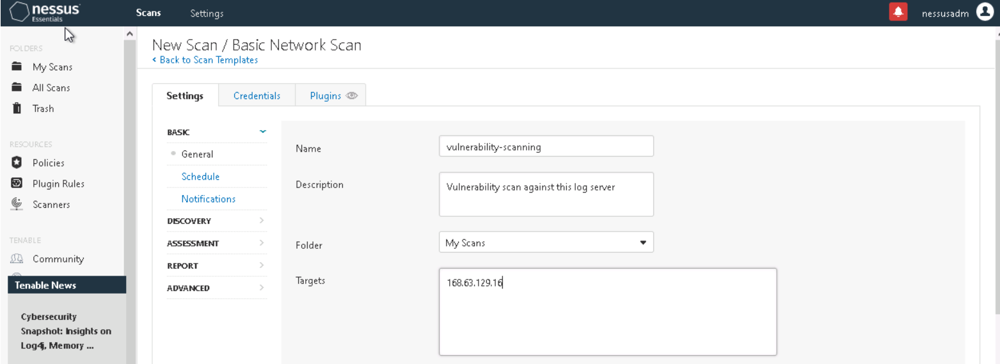 nessus
Essentials
Scans
Settings
nessusadm
FOLDERS
My Scans
All Scans
Trash
RESOURCES
Policies
Plugin Rules
Scanners
TENABLE
Community
Tenable News
Cybersecurity
Snapshot: Insights on
Log4j, Memory ...
New Scan / Basic Network Scan
Back to Scan Templates
Settings
Credentials
Plugins
BASIC
General
Schedule
Notifications
DISCOVERY
ASSESSMENT
REPORT
ADVANCED
Name
vulnerability-scanning
Description
Vulnerability scan against this log server
Folder
My Scans
Targets
168.63.129.16